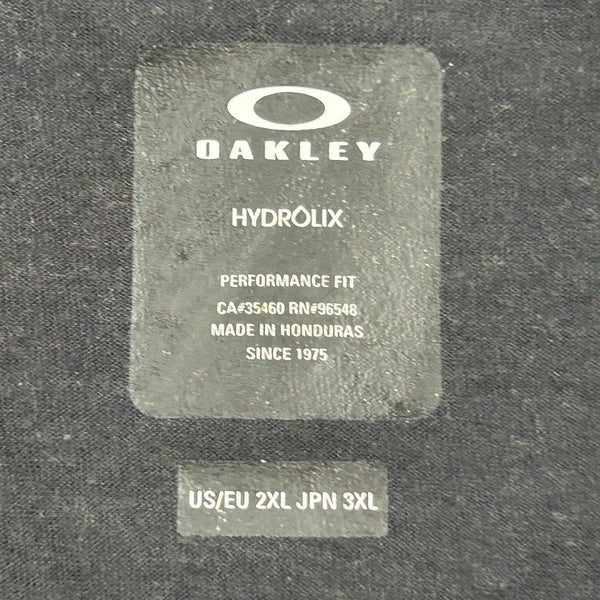 OAKLEY
HYDROLIX
PERFORMANCE FIT
CA#35460 RN#96548
MADE IN HONDURAS
SINCE 1975
US/EU 2XL JPN 3XL